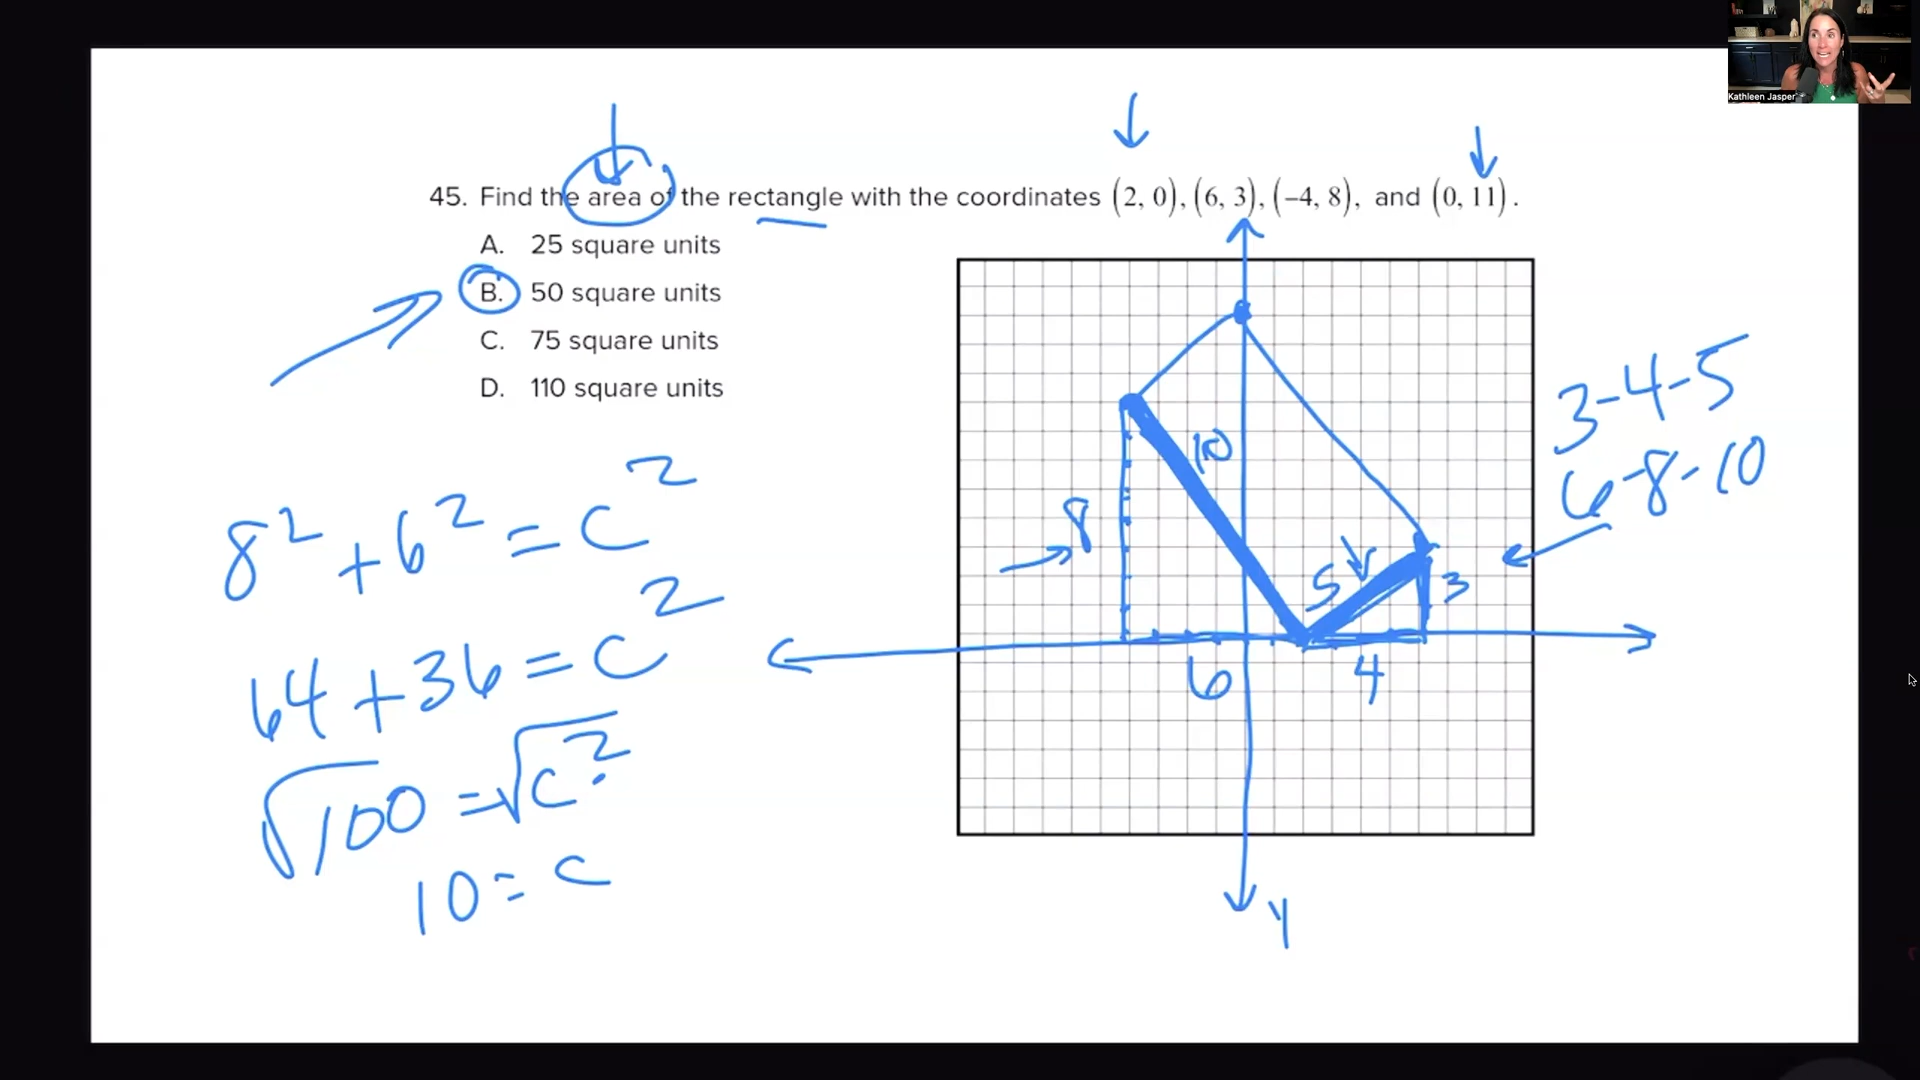 Kathleen Jasper
45. Find the area of the rectangle with the coordinates (2, 0), (6, 3), (−4, 8), and (0, 11).
A. 25 square units
B. 50 square units
C. 75 square units
D. 110 square units
8² + 6² = c²
64 + 36 = c²
√100 = √c²
10 = c
10
8
5
3
6
4
y
3-4-5
6-8-10